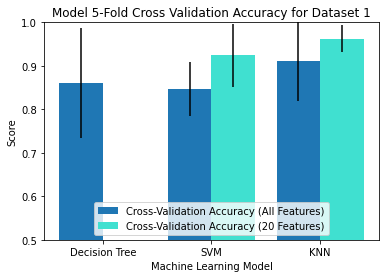 Model 5-Fold Cross Validation Accuracy for Dataset 1
1.0
0.9
0.8
0.7
0.6
0.5
Score
Cross-Validation Accuracy (All Features)
Cross-Validation Accuracy (20 Features)
Decision Tree SVM KNN
Machine Learning Model